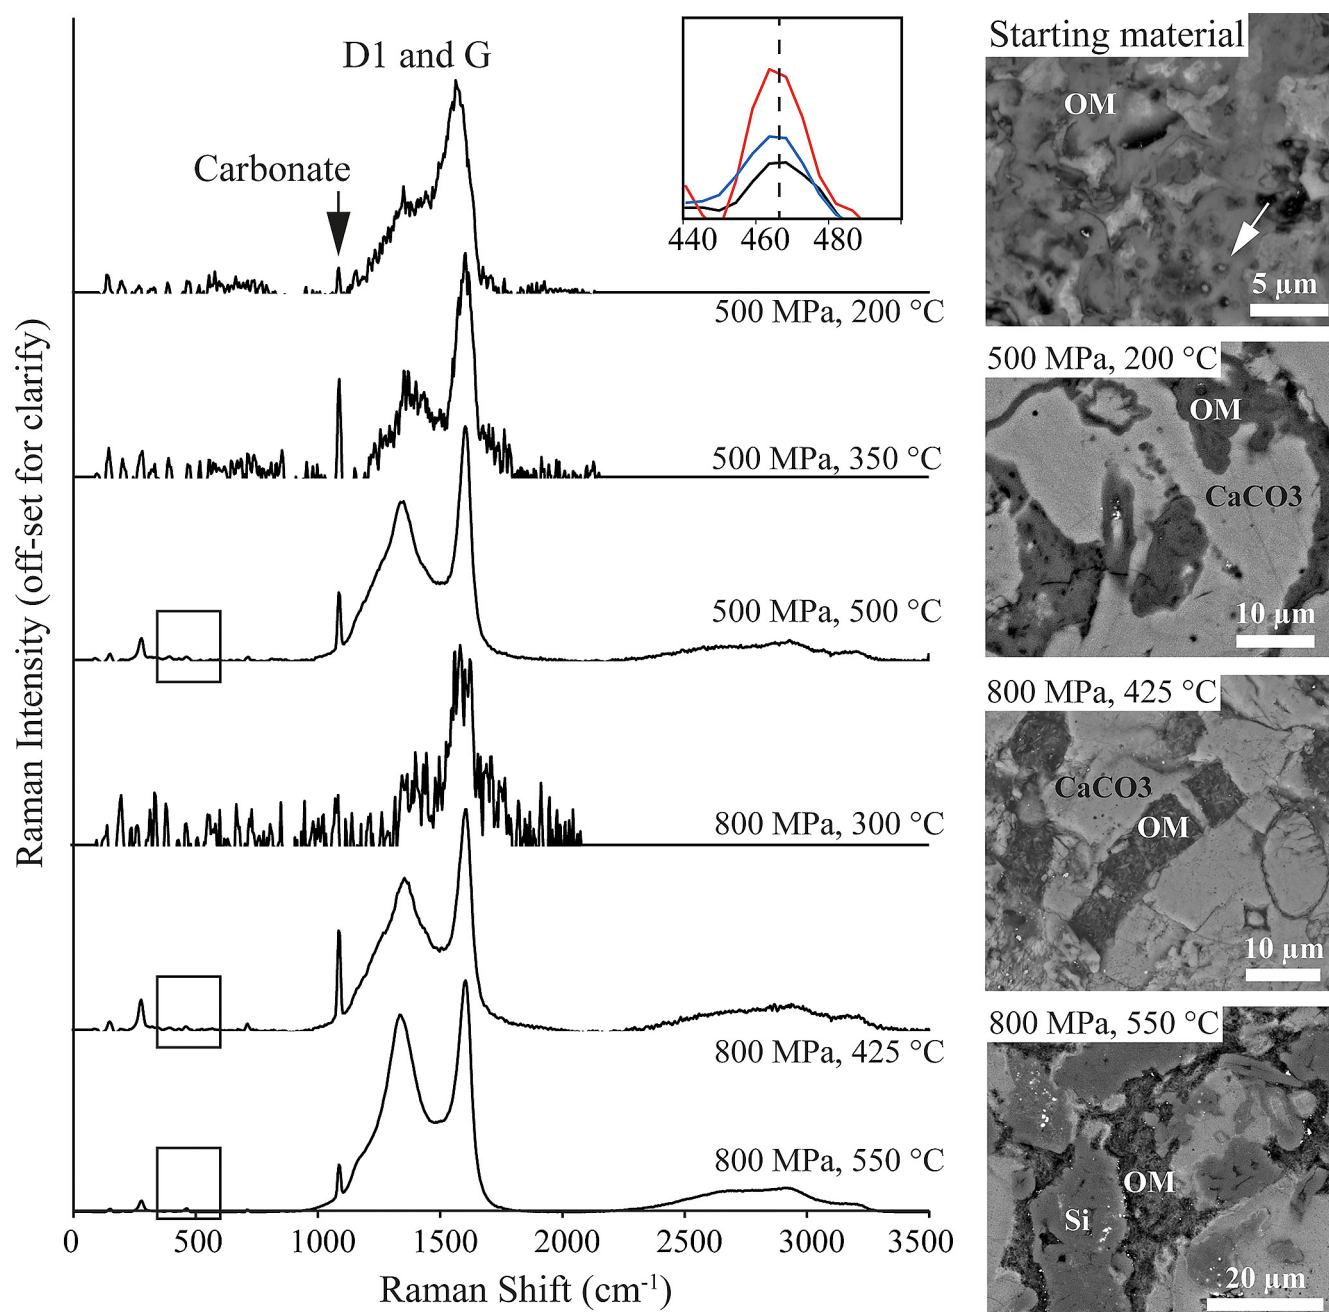 D1 and G
Carbonate
440 460 480
500 MPa, 200 °C
500 MPa, 350 °C
500 MPa, 500 °C
800 MPa, 300 °C
800 MPa, 425 °C
800 MPa, 550 °C
0 500 1000 1500 2000 2500 3000 3500
Raman Shift (cm⁻¹)
Raman Intensity (off-set for clarify)
Starting material
OM
5 µm
500 MPa, 200 °C
OM
CaCO3
10 µm
800 MPa, 425 °C
CaCO3
OM
10 µm
800 MPa, 550 °C
OM
Si
20 µm